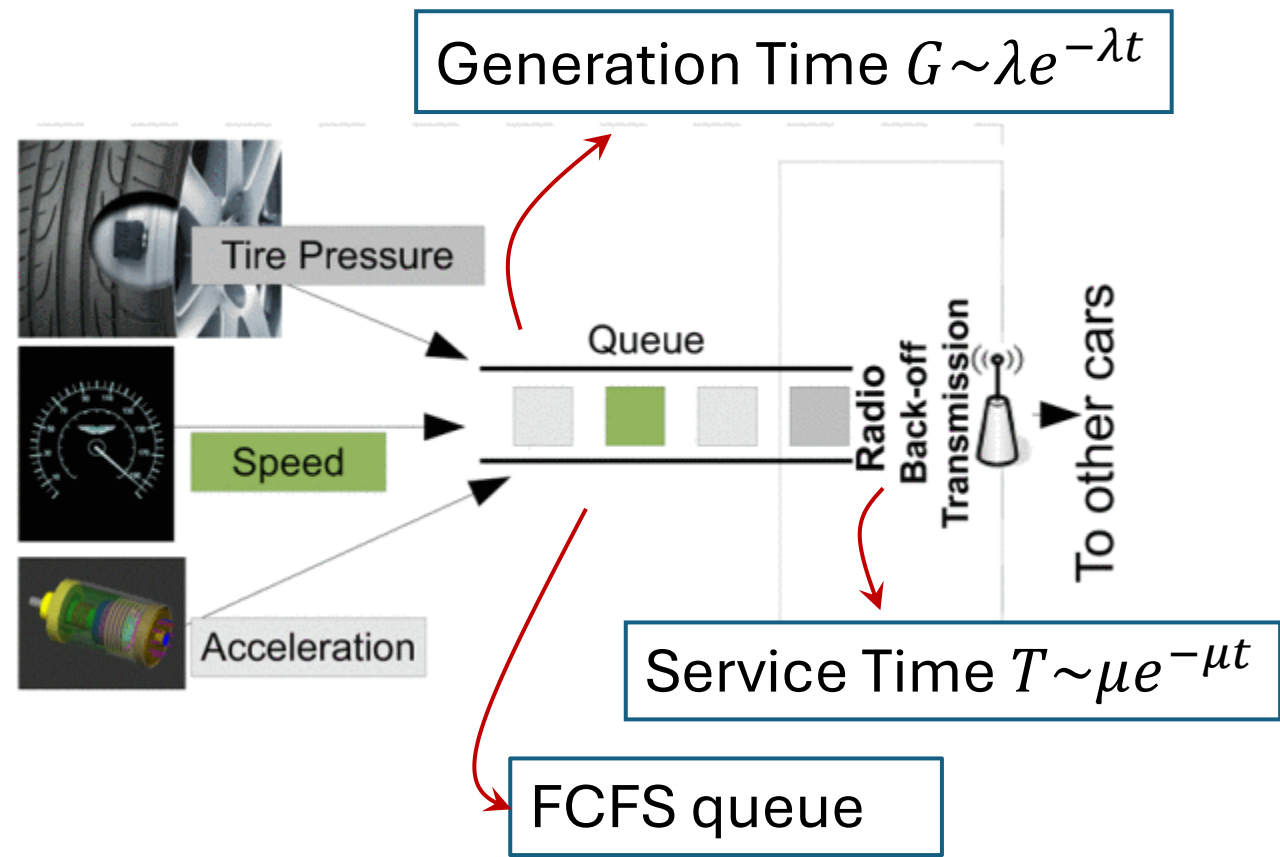 Generation Time G~λe^{-λt}
Tire Pressure
Queue
Speed
Acceleration
Radio
Back-off
Transmission
To other cars
Service Time T~μe^{-μt}
FCFS queue